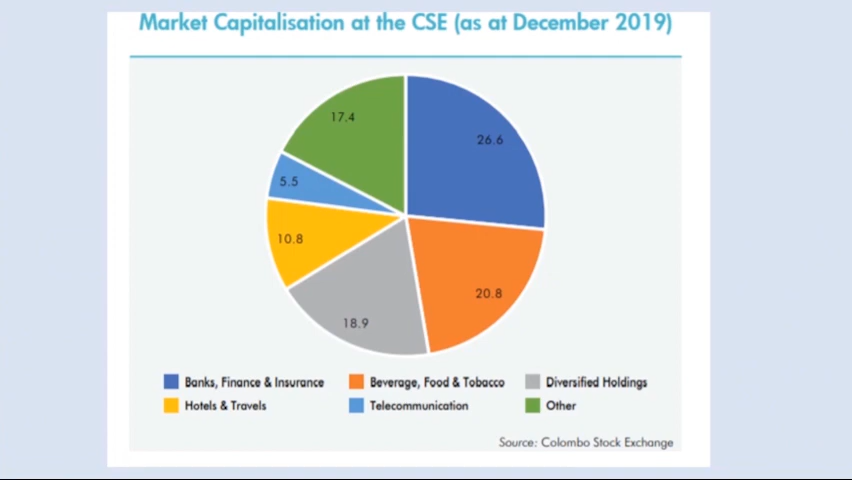 Market Capitalisation at the CSE (as at December 2019)
17.4
26.6
5.5
10.8
20.8
18.9
Banks, Finance & Insurance
Beverage, Food & Tobacco
Diversified Holdings
Hotels & Travels
Telecommunication
Other
Source: Colombo Stock Exchange